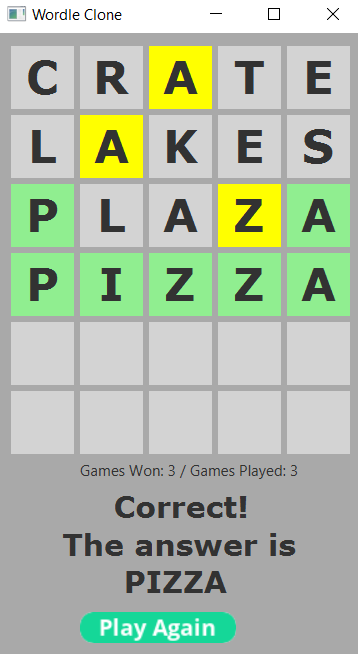 Wordle Clone
C R A T E
L A K E S
P L A Z A
P I Z Z A
Games Won: 3 / Games Played: 3
Correct!
The answer is
PIZZA
Play Again